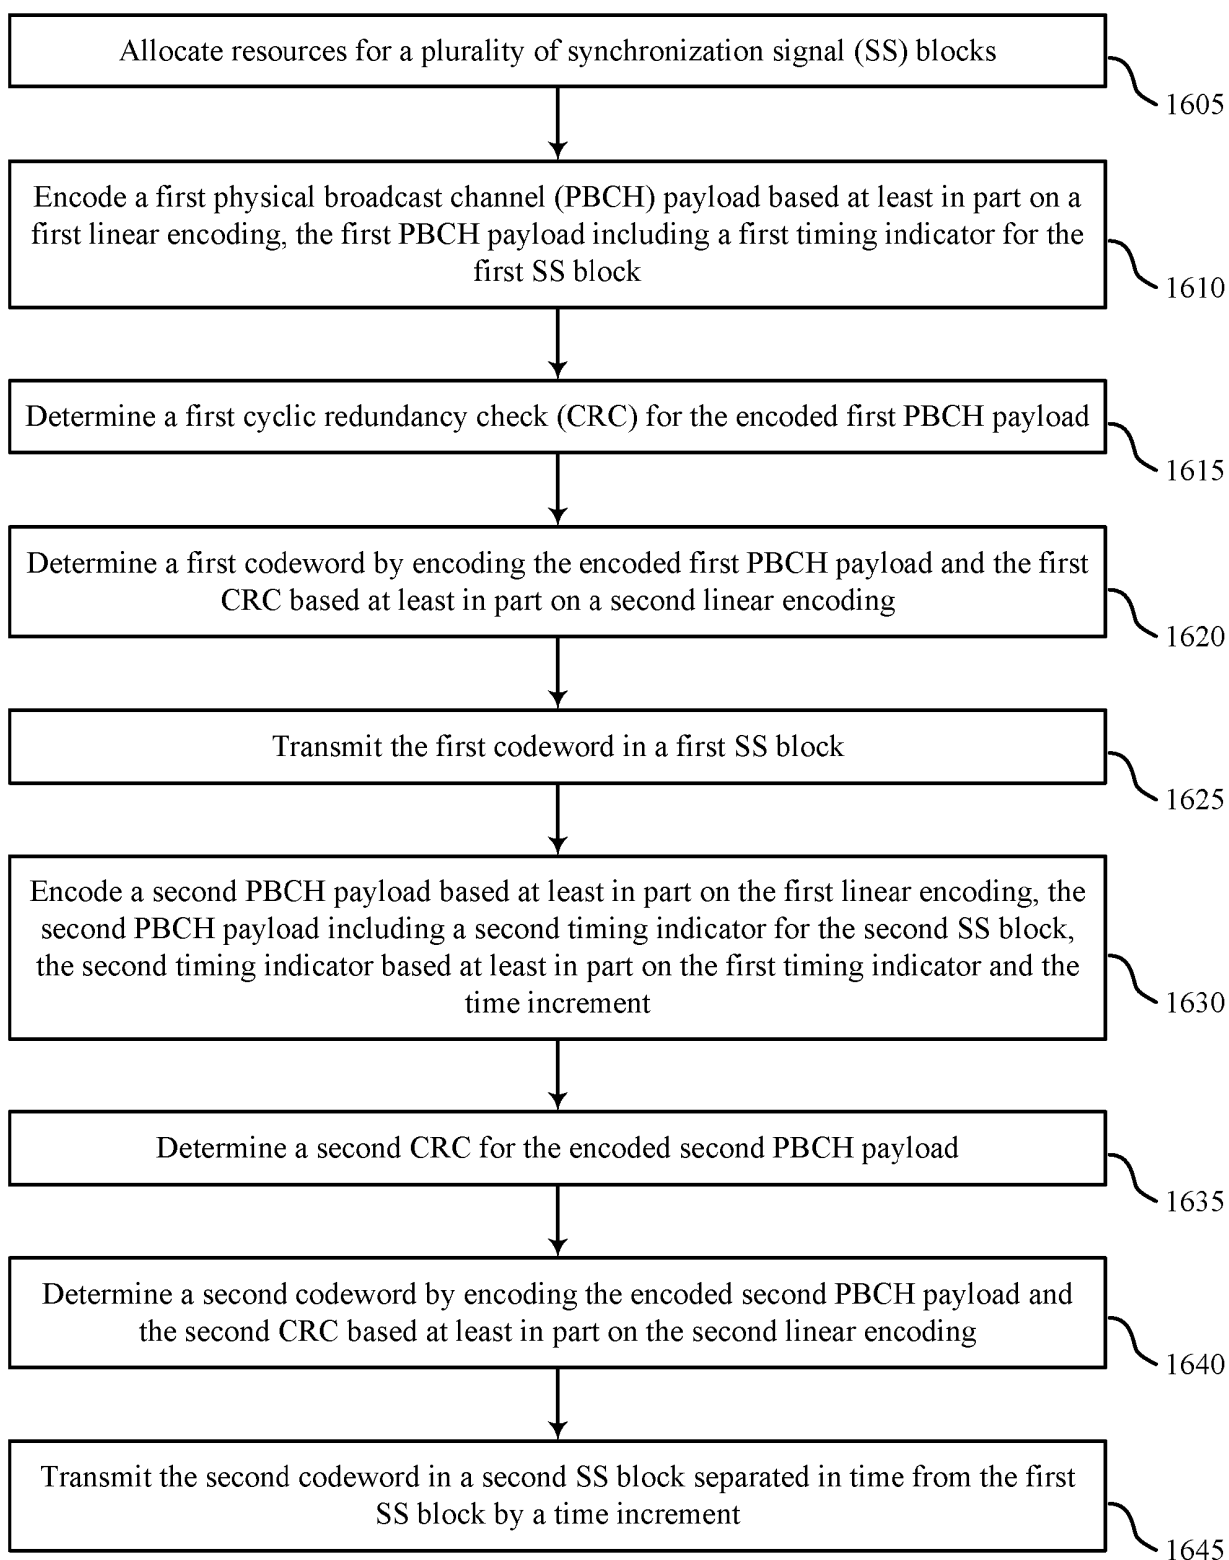 Allocate resources for a plurality of synchronization signal (SS) blocks
1605
Encode a first physical broadcast channel (PBCH) payload based at least in part on a
first linear encoding, the first PBCH payload including a first timing indicator for the
first SS block
1610
Determine a first cyclic redundancy check (CRC) for the encoded first PBCH payload
1615
Determine a first codeword by encoding the encoded first PBCH payload and the first
CRC based at least in part on a second linear encoding
1620
Transmit the first codeword in a first SS block
1625
Encode a second PBCH payload based at least in part on the first linear encoding, the
second PBCH payload including a second timing indicator for the second SS block,
the second timing indicator based at least in part on the first timing indicator and the
time increment
1630
Determine a second CRC for the encoded second PBCH payload
1635
Determine a second codeword by encoding the encoded second PBCH payload and
the second CRC based at least in part on the second linear encoding
1640
Transmit the second codeword in a second SS block separated in time from the first
SS block by a time increment
1645